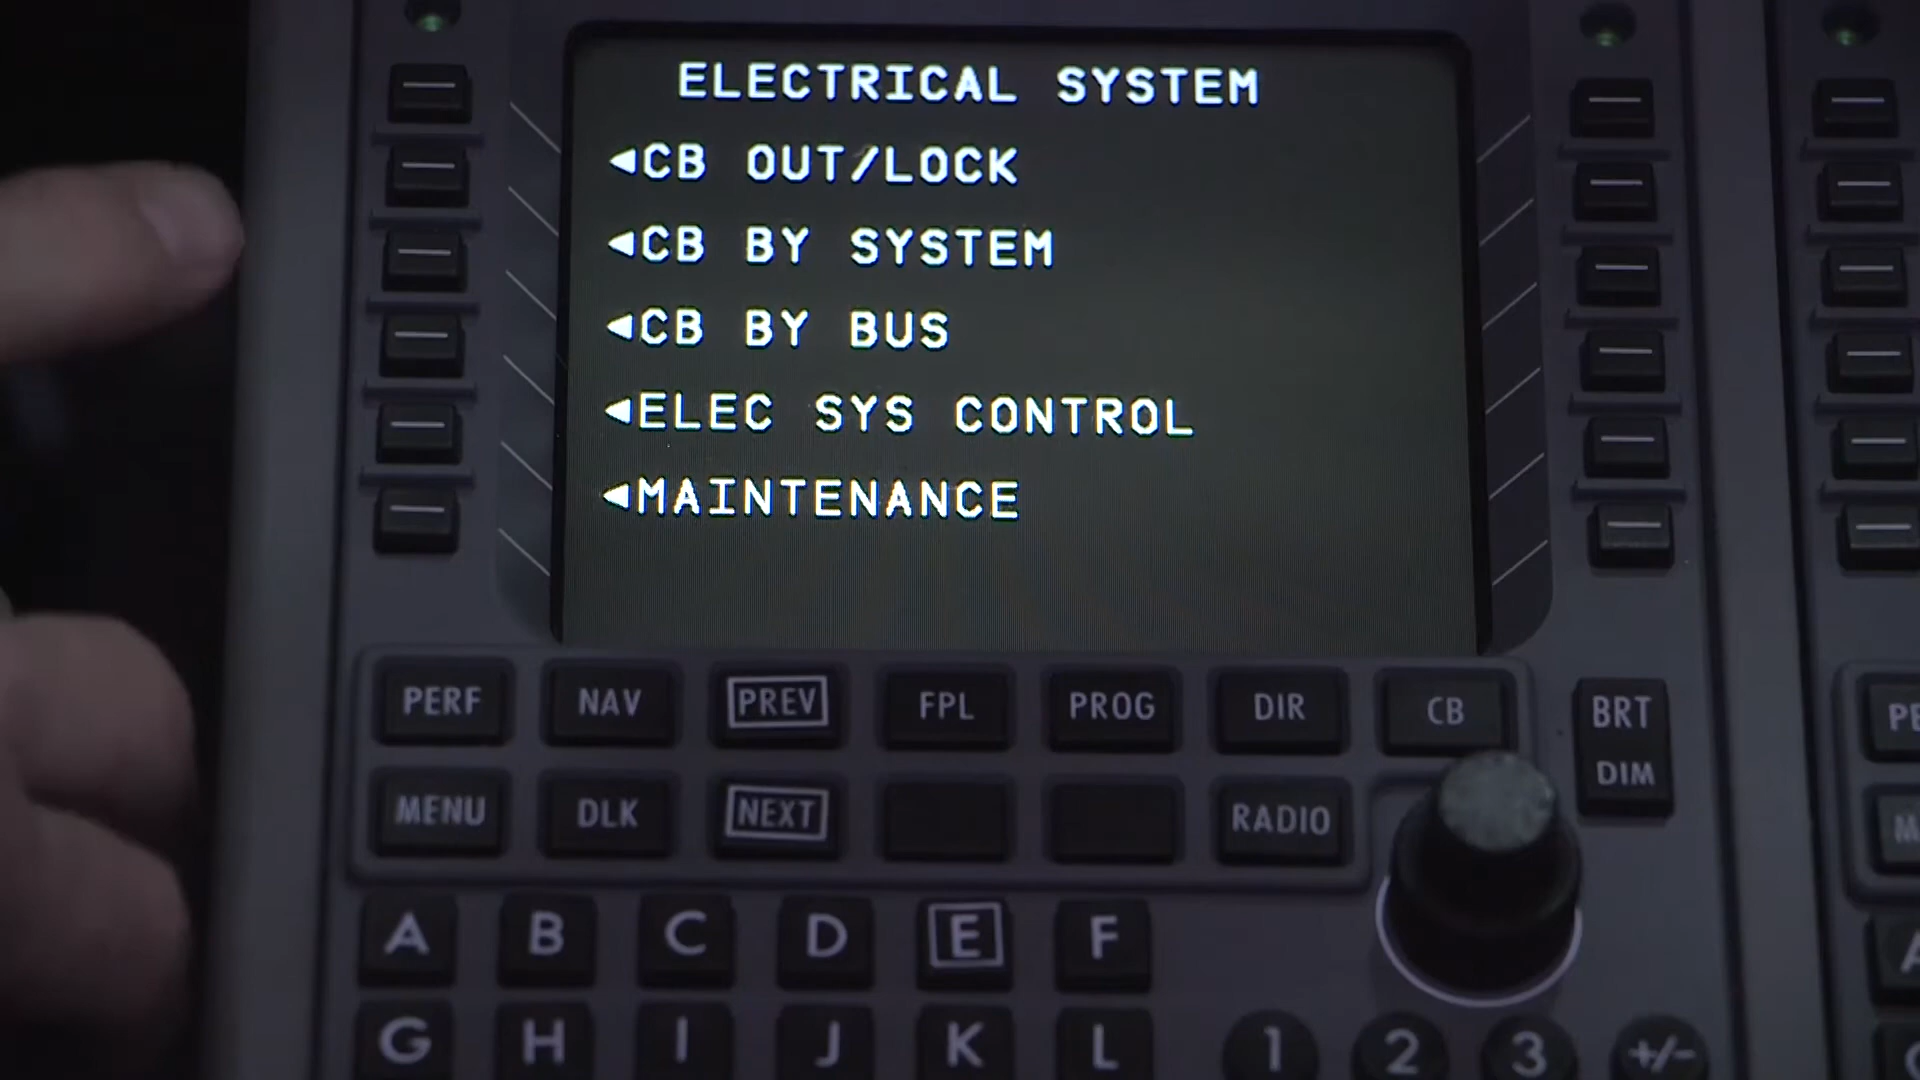 ELECTRICAL SYSTEM
◄CB OUT/LOCK
◄CB BY SYSTEM
◄CB BY BUS
◄ELEC SYS CONTROL
◄MAINTENANCE
PERF NAV PREV FPL PROG DIR CB BRT
DIM
MENU DLK NEXT RADIO
A B C D E F
G H I J K L 1 2 3 +/-